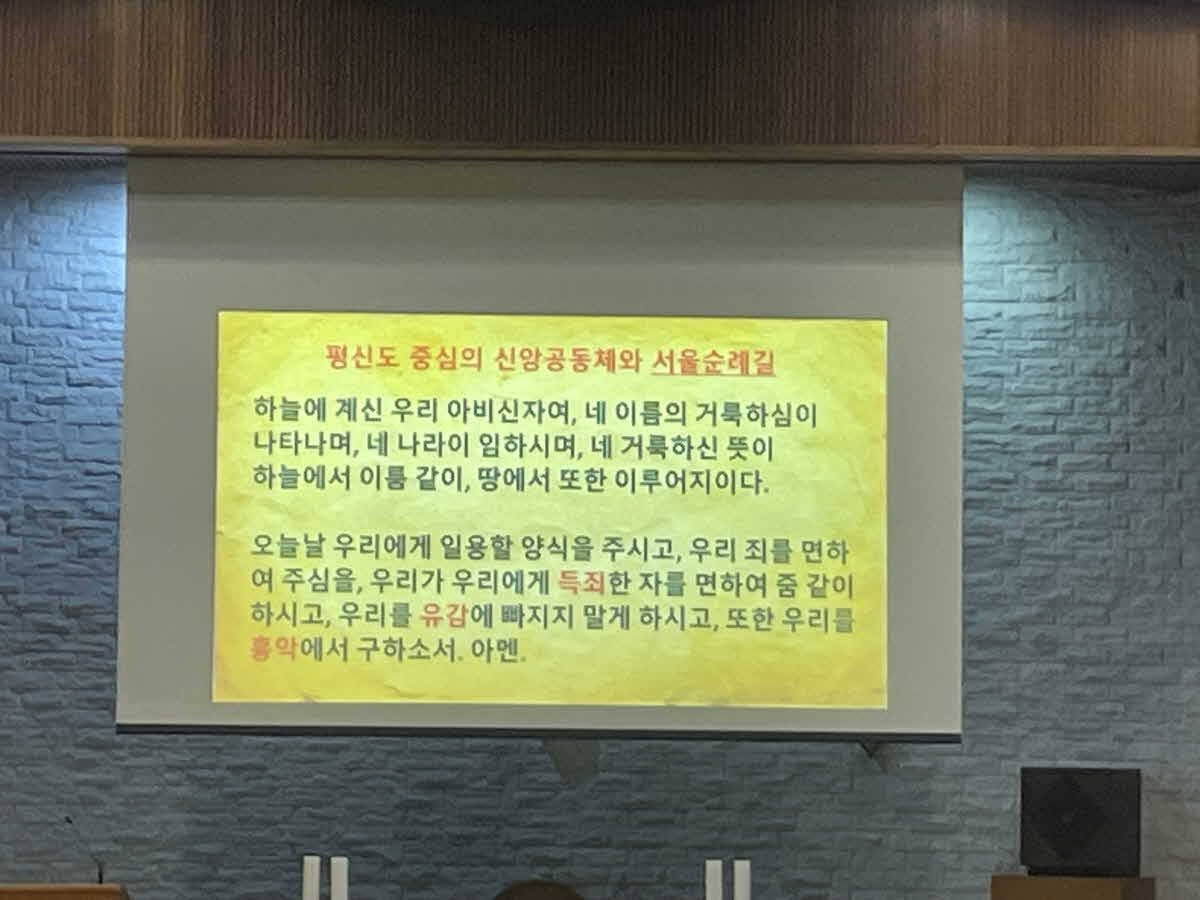 평신도 중심의 신앙공동체와 서울순례길
하늘에 계신 우리 아비신자여, 네 이름의 거룩하심이
나타나며, 네 나라이 임하시며, 네 거룩하신 뜻이
하늘에서 이룸 같이, 땅에서 또한 이루어지이다.
오늘날 우리에게 일용할 양식을 주시고, 우리 죄를 면하
여 주심을, 우리가 우리에게 득죄한 자를 면하여 줌 같이
하시고, 우리를 유감에 빠지지 말게 하시고, 또한 우리를
흉악에서 구하소서. 아멘.